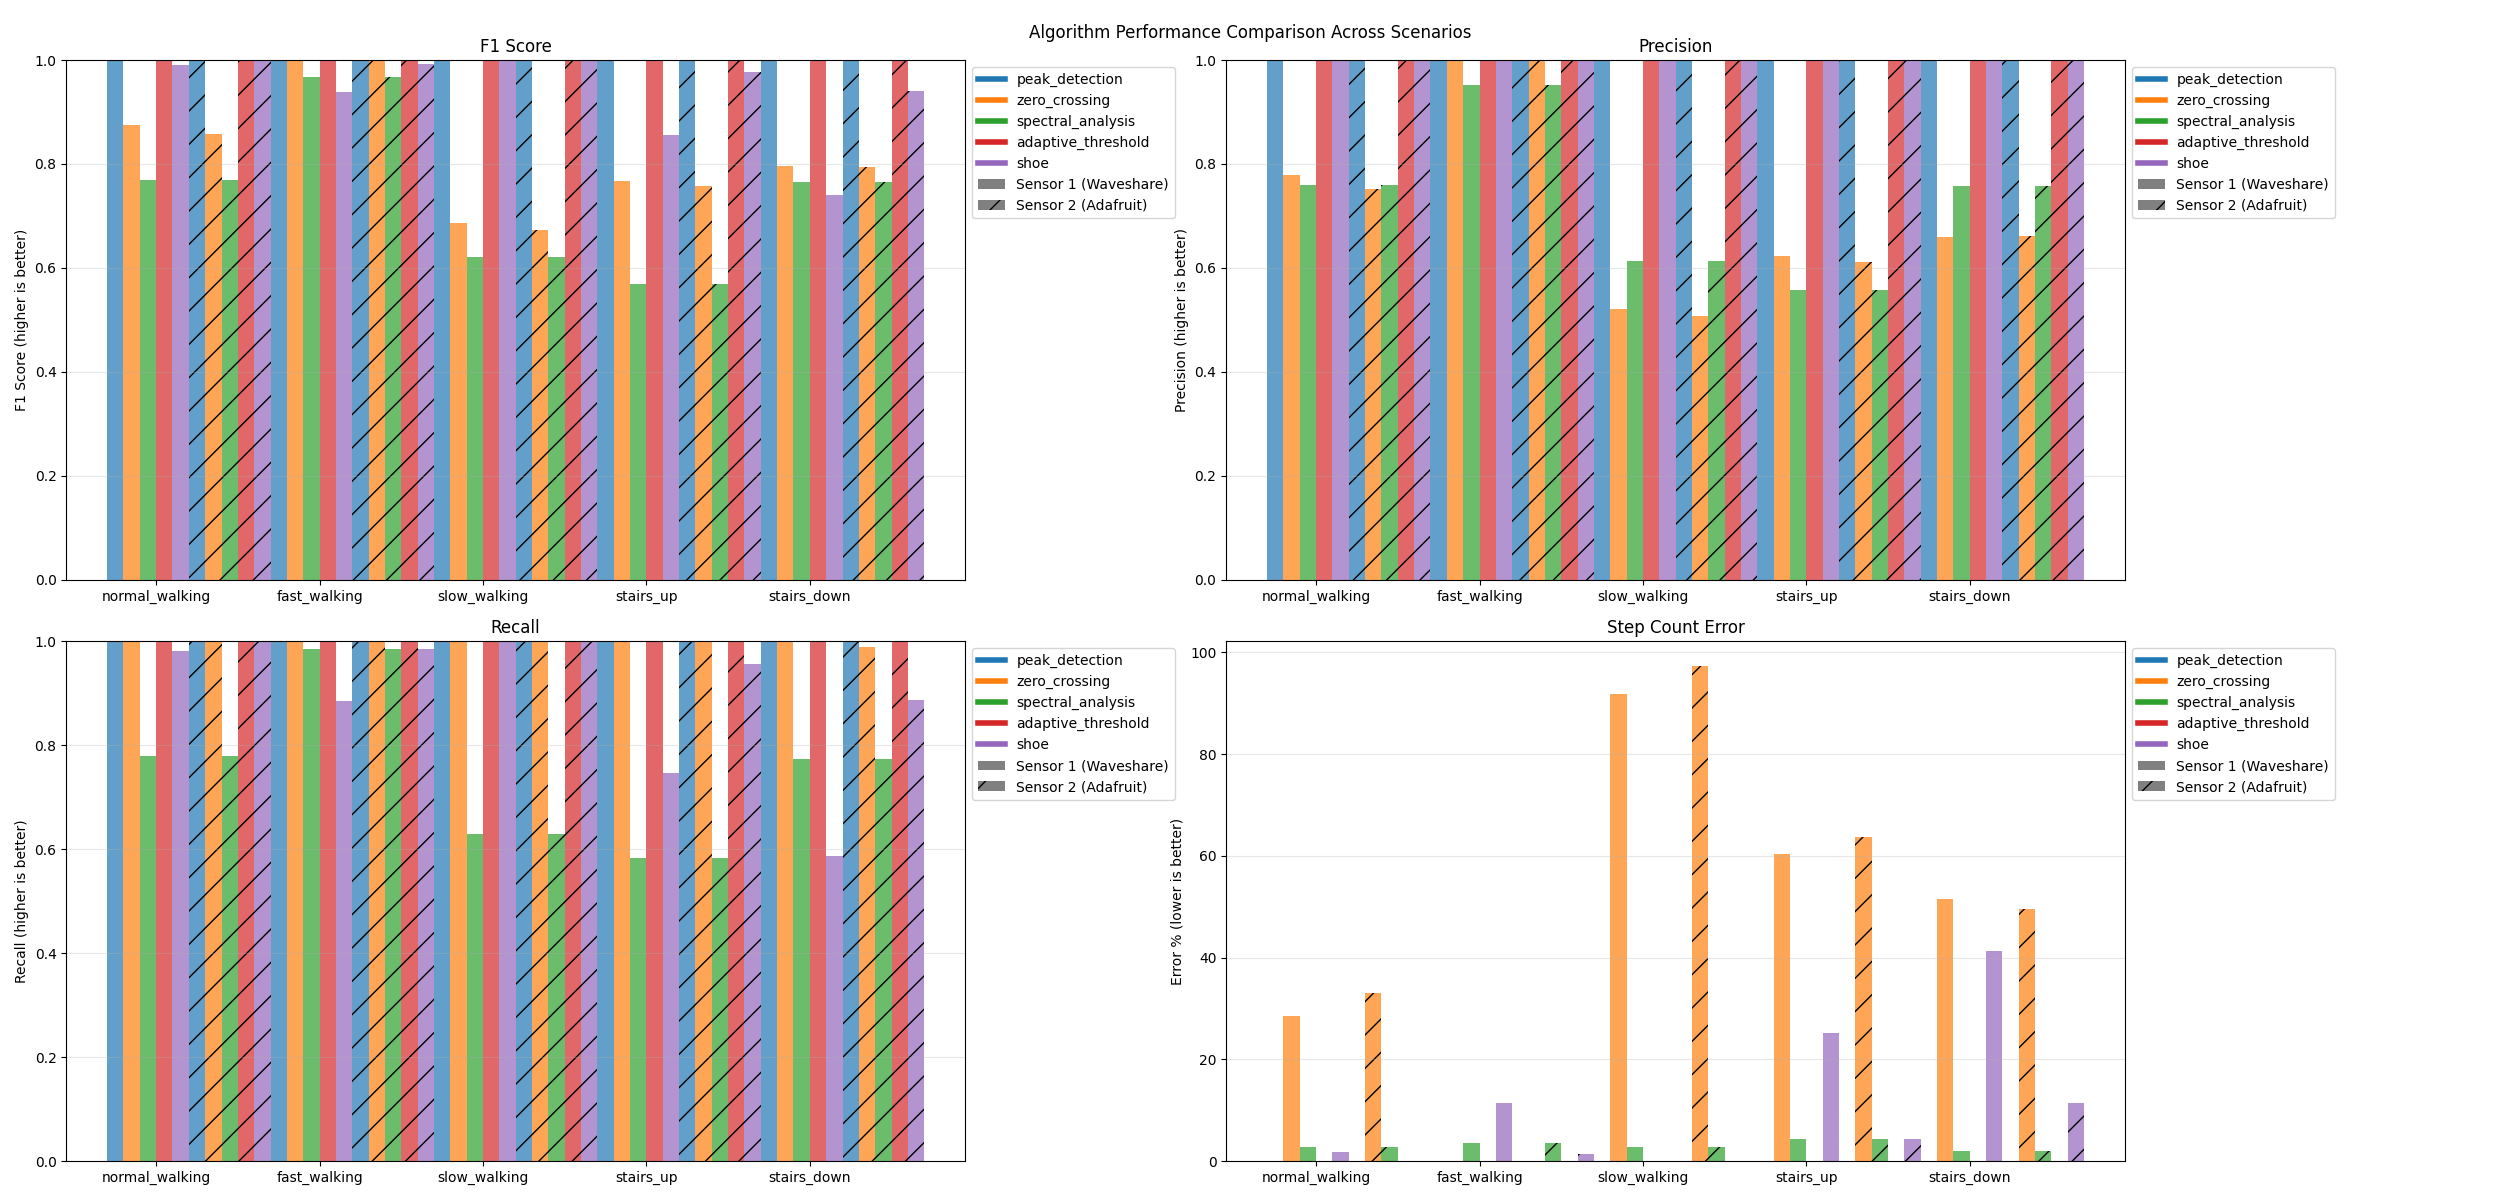 Algorithm Performance Comparison Across Scenarios
F1 Score
F1 Score (higher is better)
1.0
0.8
0.6
0.4
0.2
0.0
normal_walking
fast_walking
slow_walking
stairs_up
stairs_down
peak_detection
zero_crossing
spectral_analysis
adaptive_threshold
shoe
Sensor 1 (Waveshare)
Sensor 2 (Adafruit)
Precision
Precision (higher is better)
1.0
0.8
0.6
0.4
0.2
0.0
normal_walking
fast_walking
slow_walking
stairs_up
stairs_down
peak_detection
zero_crossing
spectral_analysis
adaptive_threshold
shoe
Sensor 1 (Waveshare)
Sensor 2 (Adafruit)
Recall
Recall (higher is better)
1.0
0.8
0.6
0.4
0.2
0.0
normal_walking
fast_walking
slow_walking
stairs_up
stairs_down
peak_detection
zero_crossing
spectral_analysis
adaptive_threshold
shoe
Sensor 1 (Waveshare)
Sensor 2 (Adafruit)
Step Count Error
Error % (lower is better)
100
80
60
40
20
0
normal_walking
fast_walking
slow_walking
stairs_up
stairs_down
peak_detection
zero_crossing
spectral_analysis
adaptive_threshold
shoe
Sensor 1 (Waveshare)
Sensor 2 (Adafruit)